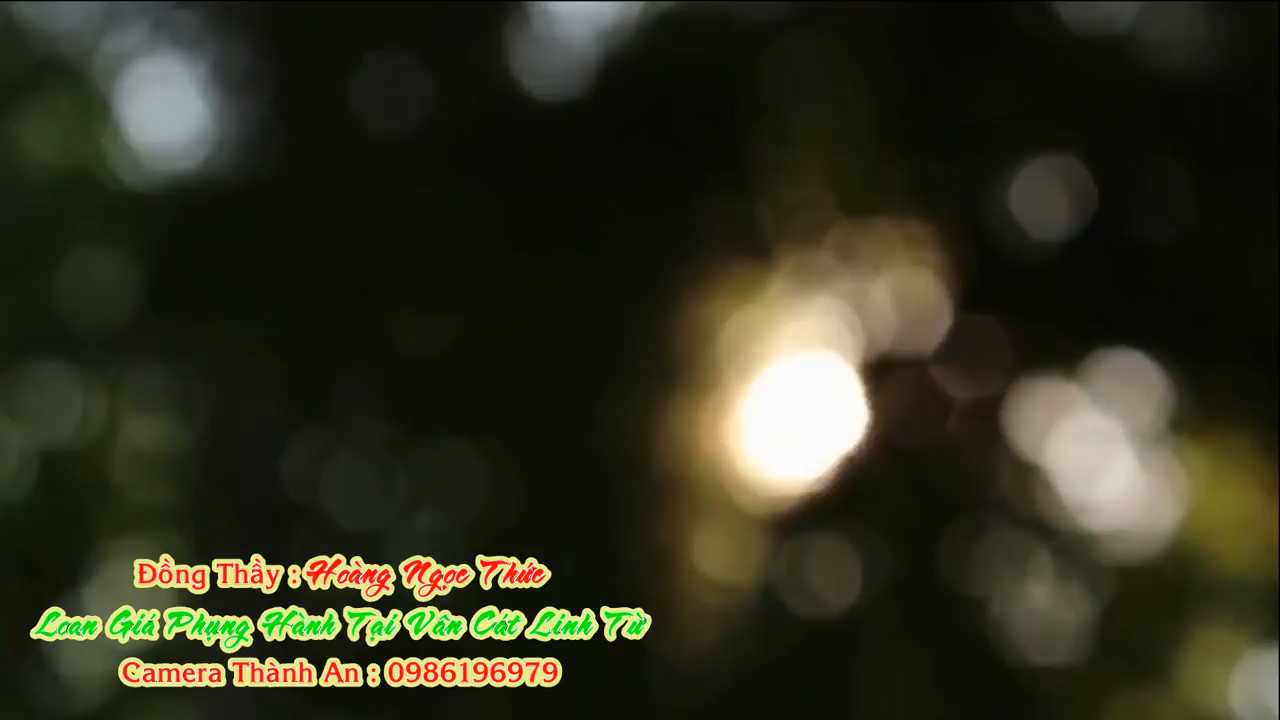 Đồng Thầy : Hoàng Ngọc Thức
Loan Giá Phụng Hành Tại Vân Cát Linh Từ
Camera Thành An : 0986196979